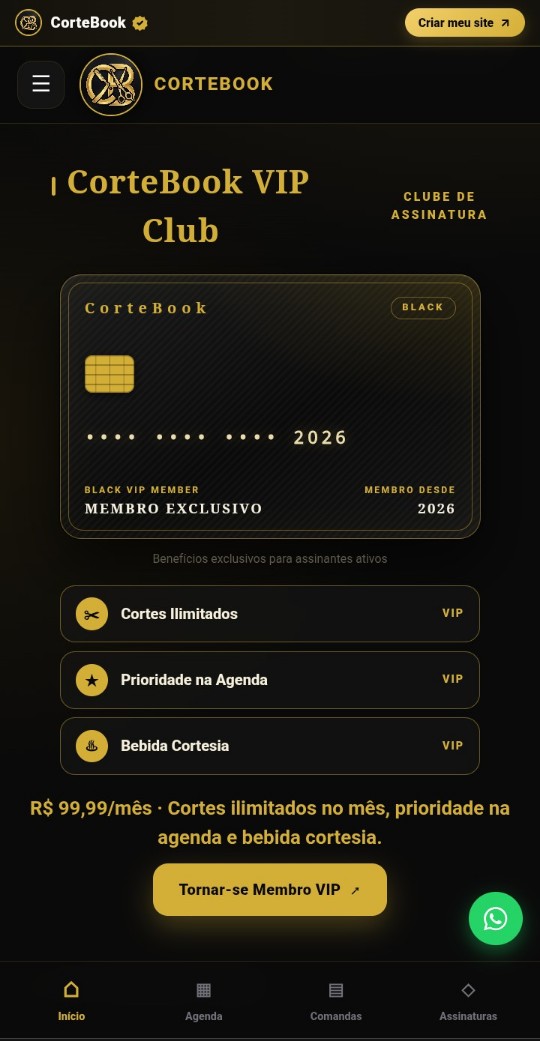 CorteBook
Criar meu site ↗
CORTEBOOK
CorteBook VIP
Club
CLUBE DE
ASSINATURA
CorteBook
BLACK
•••• •••• •••• 2026
BLACK VIP MEMBER
MEMBRO EXCLUSIVO
MEMBRO DESDE
2026
Benefícios exclusivos para assinantes ativos
Cortes Ilimitados
VIP
Prioridade na Agenda
VIP
Bebida Cortesia
VIP
R$ 99,99/mês · Cortes ilimitados no mês, prioridade na
agenda e bebida cortesia.
Tornar-se Membro VIP ↗
Início
Agenda
Comandas
Assinaturas